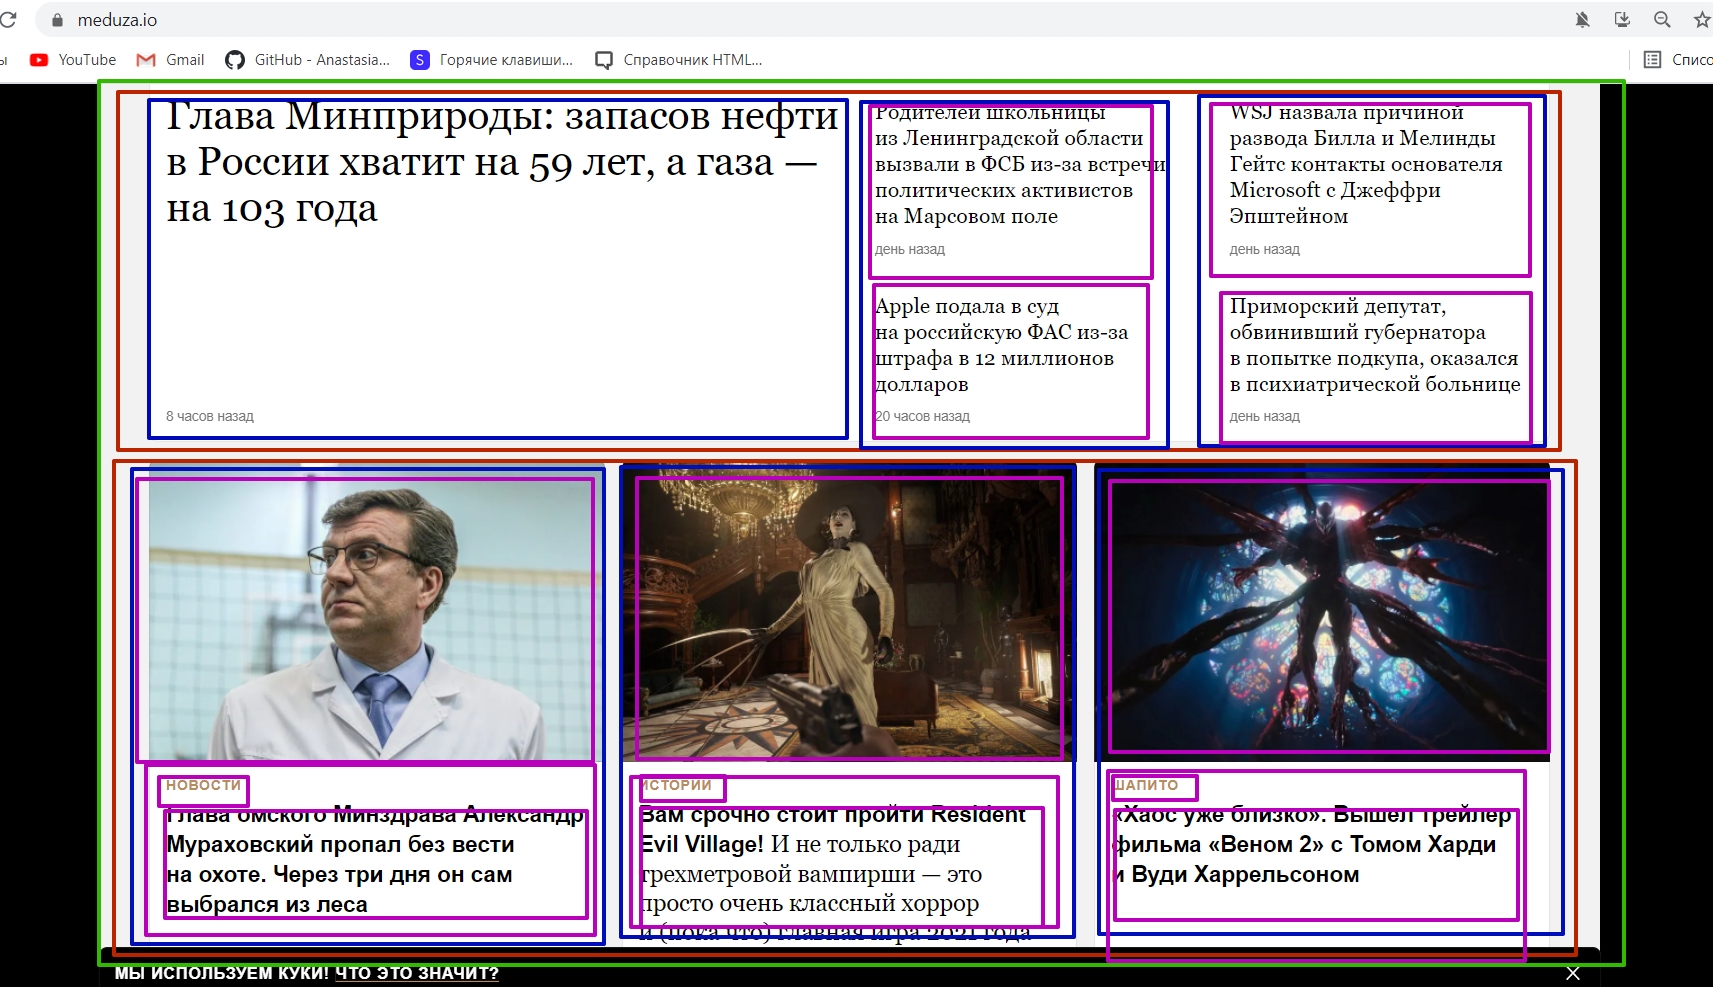 meduza.io
ы YouTube Gmail GitHub - Anastasia... Горячие клавиши... Справочник HTML... Списо
Глава Минприроды: запасов нефти
в России хватит на 59 лет, а газа —
на 103 года
8 часов назад
Родителей школьницы
из Ленинградской области
вызвали в ФСБ из-за встречи
политических активистов
на Марсовом поле
день назад
Apple подала в суд
на российскую ФАС из-за
штрафа в 12 миллионов
долларов
20 часов назад
WSJ назвала причиной
развода Билла и Мелинды
Гейтс контакты основателя
Microsoft с Джеффри
Эпштейном
день назад
Приморский депутат,
обвинивший губернатора
в попытке подкупа, оказался
в психиатрической больнице
день назад
НОВОСТИ
Глава омского Минздрава Александр
Мураховский пропал без вести
на охоте. Через три дня он сам
выбрался из леса
ИСТОРИИ
Вам срочно стоит пройти Resident
Evil Village! И не только ради
трехметровой вампирши — это
просто очень классный хоррор
и (пока что) главная игра 2021 года
ШАПИТО
«Хаос уже близко». Вышел трейлер
фильма «Веном 2» с Томом Харди
и Вуди Харрельсоном
МЫ ИСПОЛЬЗУЕМ КУКИ! ЧТО ЭТО ЗНАЧИТ?